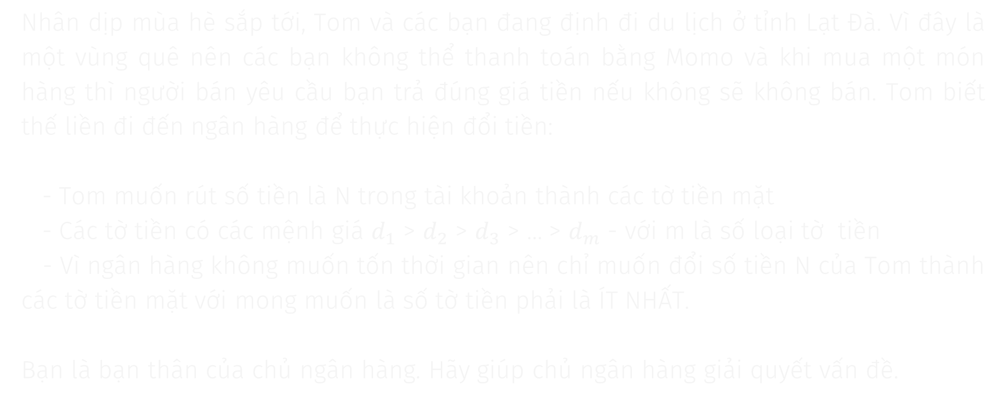 Nhân dịp mùa hè sắp tới, Tom và các bạn đang định đi du lịch ở tỉnh Lạt Đà. Vì đây là
một vùng quê nên các bạn không thể thanh toán bằng Momo và khi mua một món
hàng thì người bán yêu cầu bạn trả đúng giá tiền nếu không sẽ không bán. Tom biết
thế liền đi đến ngân hàng để thực hiện đổi tiền:
- Tom muốn rút số tiền là N trong tài khoản thành các tờ tiền mặt
- Các tờ tiền có các mệnh giá d₁ > d₂ > d₃ > ... > dₘ - với m là số loại tờ tiền
- Vì ngân hàng không muốn tốn thời gian nên chỉ muốn đổi số tiền N của Tom thành
các tờ tiền mặt với mong muốn là số tờ tiền phải là ÍT NHẤT.
Bạn là bạn thân của chủ ngân hàng. Hãy giúp chủ ngân hàng giải quyết vấn đề.